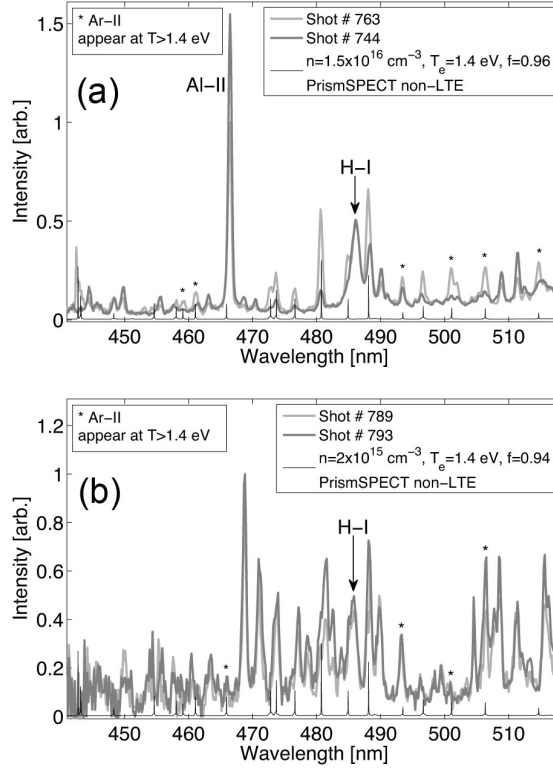 * Ar-II
appear at T>1.4 eV
Shot # 763
Shot # 744
n=1.5x10^16 cm^-3, T_e=1.4 eV, f=0.96
PrismSPECT non-LTE
(a)
Al-II
H-I
*
*
*
*
*
*
1.5
1
0.5
0
Intensity [arb.]
450 460 470 480 490 500 510
Wavelength [nm]
* Ar-II
appear at T>1.4 eV
Shot # 789
Shot # 793
n=2x10^15 cm^-3, T_e=1.4 eV, f=0.94
PrismSPECT non-LTE
(b)
H-I
*
*
*
*
1.2
1
0.8
0.6
0.4
0.2
0
Intensity [arb.]
450 460 470 480 490 500 510
Wavelength [nm]